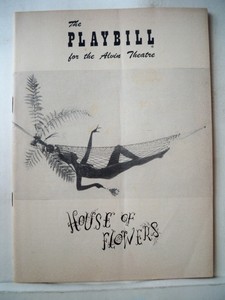 The
PLAYBILL
for the Alvin Theatre
HOUSE OF
FLOWERS